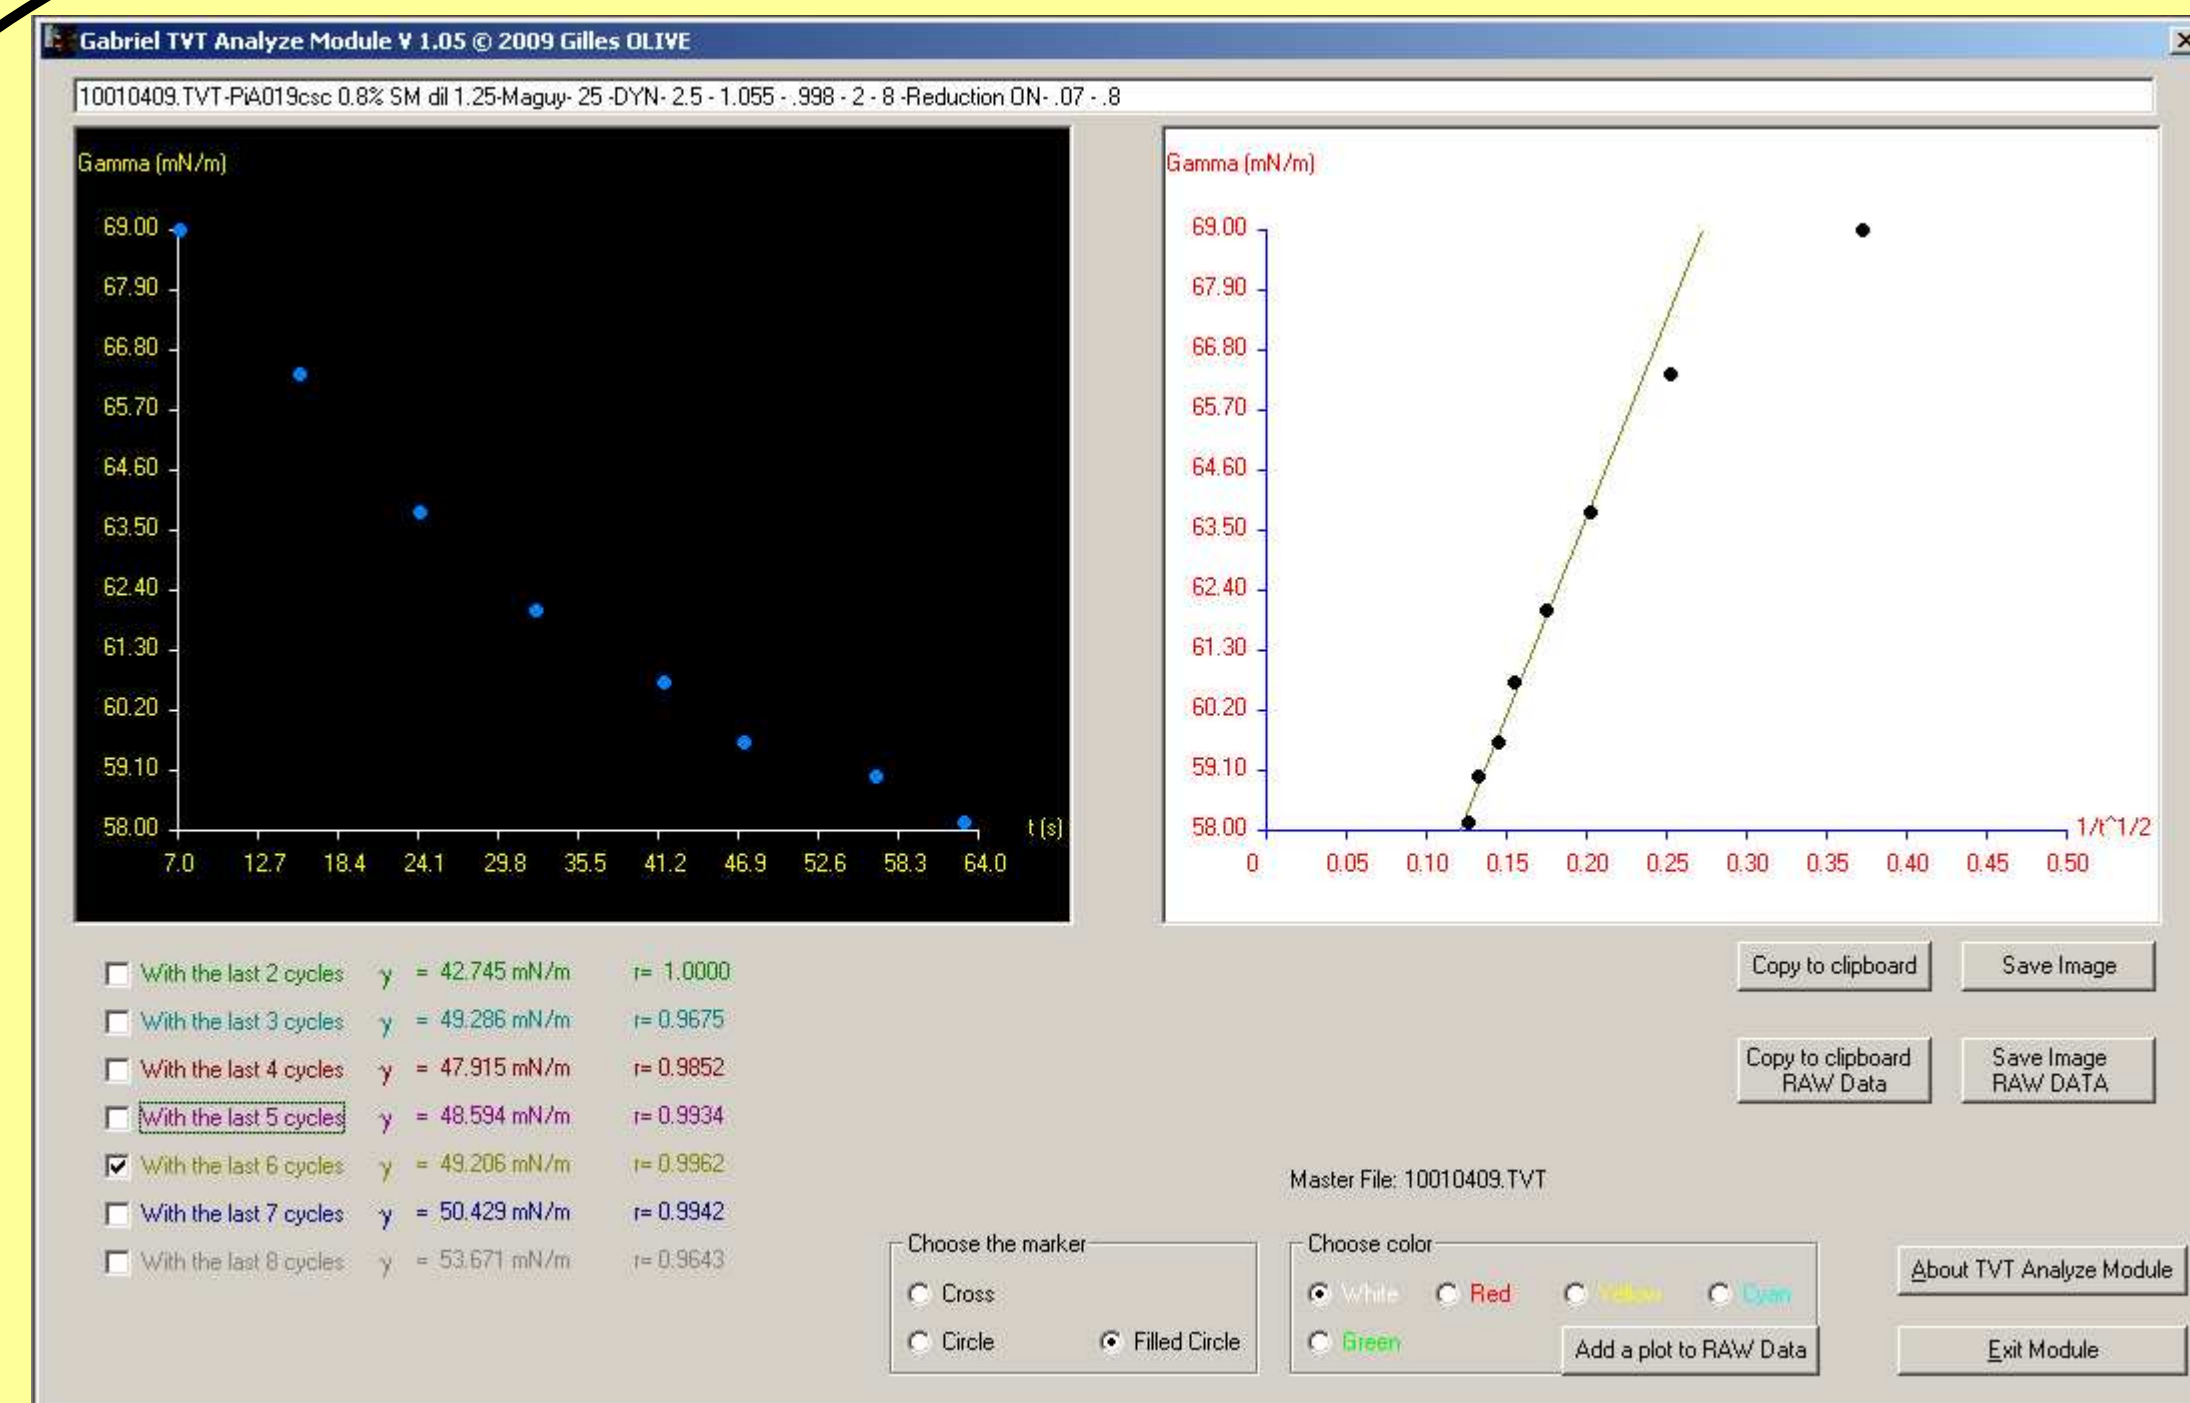 Gabriel TVT Analyze Module V 1.05 © 2009 Gilles OLIVE
10010409.TVT-PiA019csc 0.8% SM dil 1.25-Maguy- 25 -DYN- 2.5 - 1.055 - .998 - 2 - 8 -Reduction ON- .07 - .8
Gamma (mN/m)
69.00
67.90
66.80
65.70
64.60
63.50
62.40
61.30
60.20
59.10
58.00
t (s)
7.0 12.7 18.4 24.1 29.8 35.5 41.2 46.9 52.6 58.3 64.0
Gamma (mN/m)
69.00
67.90
66.80
65.70
64.60
63.50
62.40
61.30
60.20
59.10
58.00
1/t^1/2
0 0.05 0.10 0.15 0.20 0.25 0.30 0.35 0.40 0.45 0.50
With the last 2 cycles γ = 42.745 mN/m r= 1.0000
With the last 3 cycles γ = 49.286 mN/m r= 0.9675
With the last 4 cycles γ = 47.915 mN/m r= 0.9852
With the last 5 cycles γ = 48.594 mN/m r= 0.9934
With the last 6 cycles γ = 49.206 mN/m r= 0.9962
With the last 7 cycles γ = 50.429 mN/m r= 0.9942
With the last 8 cycles γ = 53.671 mN/m r= 0.9643
Copy to clipboard
Save Image
Copy to clipboard
RAW Data
Save Image
RAW DATA
Master File: 10010409.TVT
Choose the marker
Cross
Circle
Filled Circle
Choose color
White Red Yellow Cyan
Green
Add a plot to RAW Data
About TVT Analyze Module
Exit Module